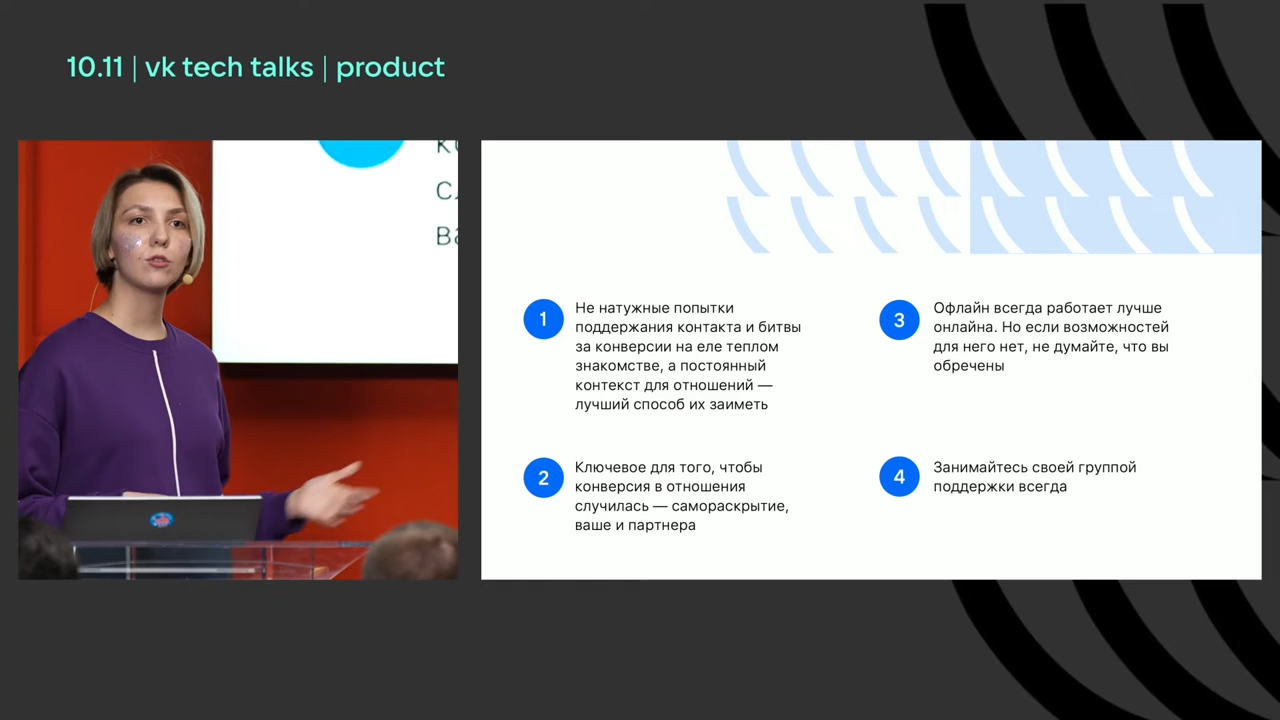 10.11 | vk tech talks | product
1
Не натужные попытки
поддержания контакта и битвы
за конверсии на еле теплом
знакомстве, а постоянный
контекст для отношений —
лучший способ их заиметь
2
Ключевое для того, чтобы
конверсия в отношения
случилась — самораскрытие,
ваше и партнера
3
Офлайн всегда работает лучше
онлайна. Но если возможностей
для него нет, не думайте, что вы
обречены
4
Занимайтесь своей группой
поддержки всегда